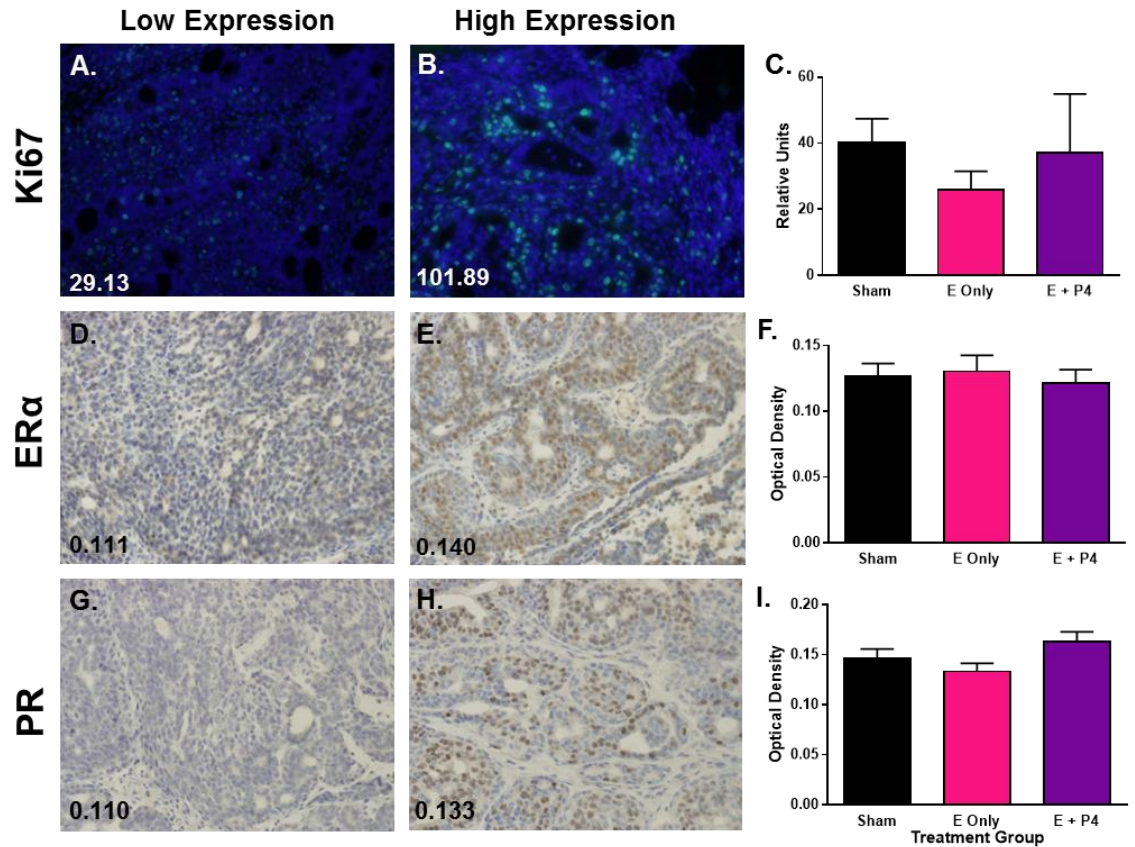 Low Expression
High Expression
Ki67
A.
29.13
B.
101.89
C.
Relative Units
60
40
20
0
Sham
E Only
E + P4
ERα
D.
0.111
E.
0.140
F.
Optical Density
0.15
0.10
0.05
0.00
Sham
E Only
E + P4
PR
G.
0.110
H.
0.133
I.
Optical Density
0.20
0.15
0.10
0.05
0.00
Sham
E Only
E + P4
Treatment Group